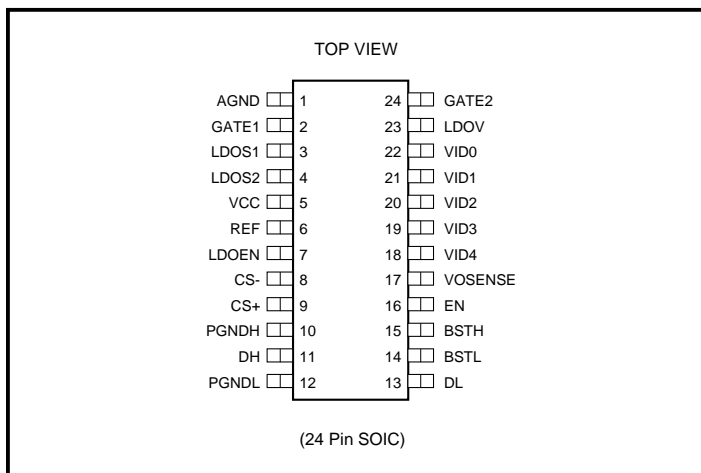 TOP VIEW
AGND 1 24 GATE2
GATE1 2 23 LDOV
LDOS1 3 22 VID0
LDOS2 4 21 VID1
VCC 5 20 VID2
REF 6 19 VID3
LDOEN 7 18 VID4
CS- 8 17 VOSENSE
CS+ 9 16 EN
PGNDH 10 15 BSTH
DH 11 14 BSTL
PGNDL 12 13 DL
(24 Pin SOIC)